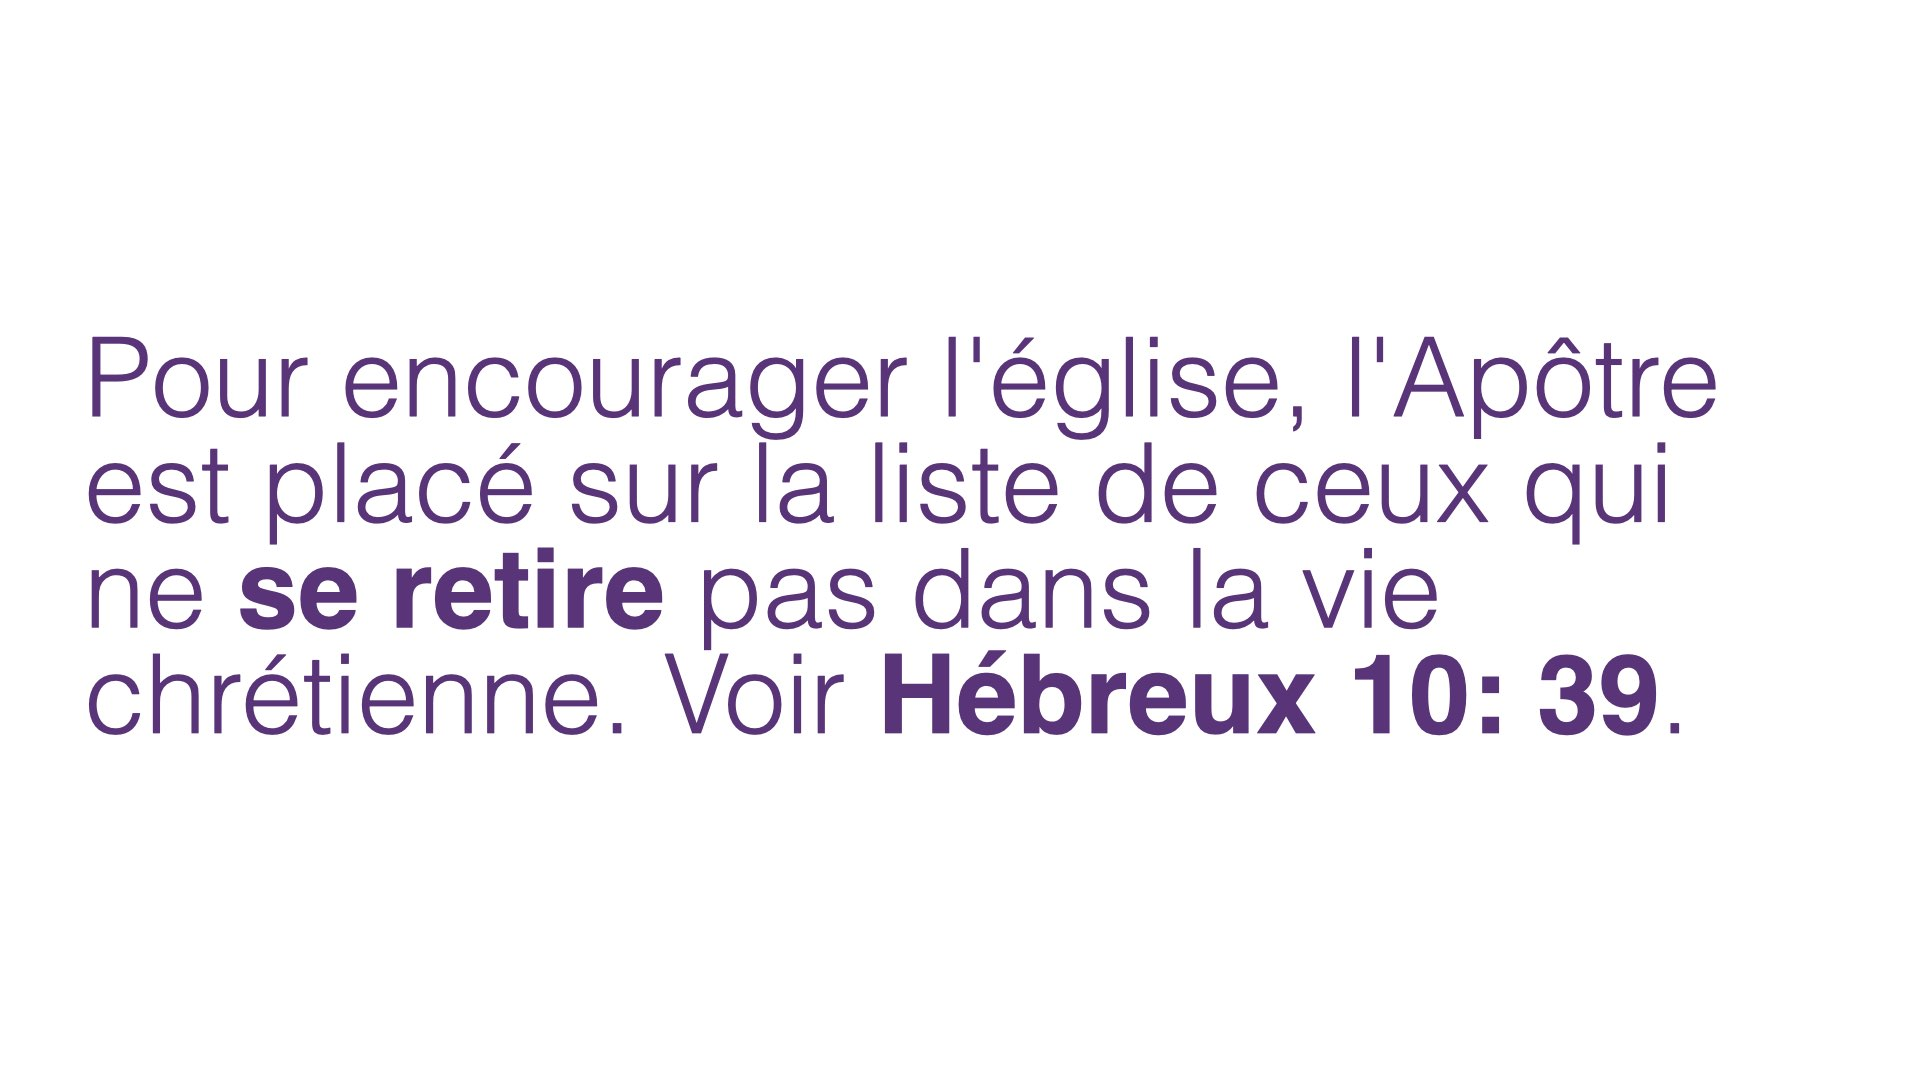 Pour encourager l'église, l'Apôtre
est placé sur la liste de ceux qui
ne se retire pas dans la vie
chrétienne. Voir Hébreux 10: 39.